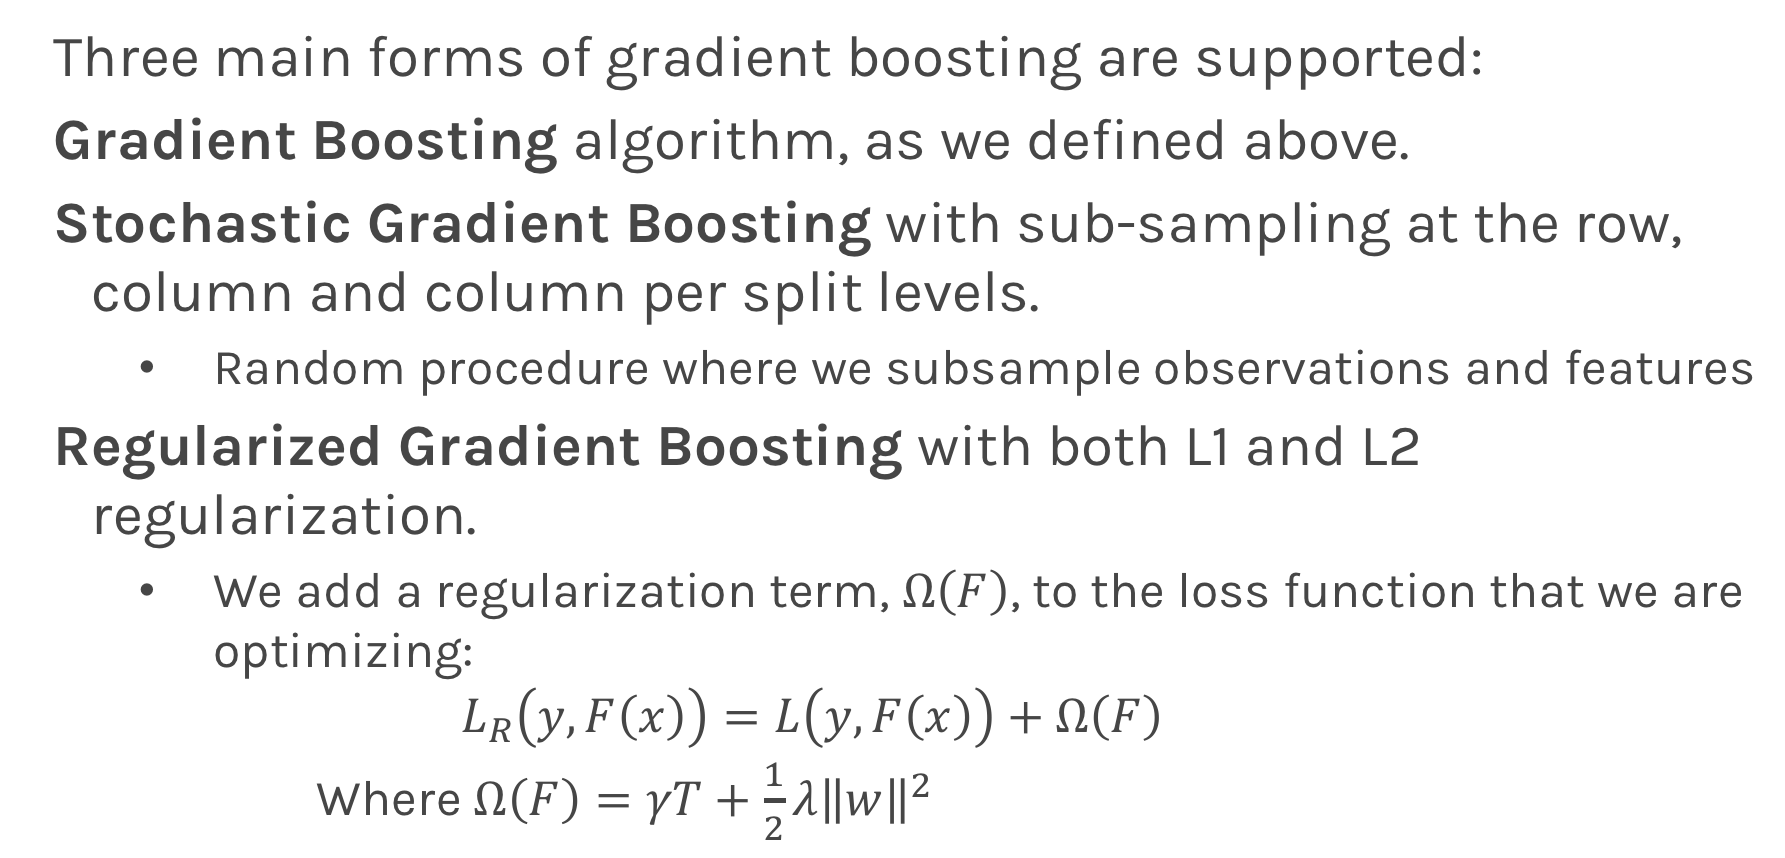 Three main forms of gradient boosting are supported:
Gradient Boosting algorithm, as we defined above.
Stochastic Gradient Boosting with sub-sampling at the row,
column and column per split levels.
• Random procedure where we subsample observations and features
Regularized Gradient Boosting with both L1 and L2
regularization.
• We add a regularization term, Ω(F), to the loss function that we are
optimizing:
L_R(y, F(x)) = L(y, F(x)) + Ω(F)
Where Ω(F) = γT + ½λ‖w‖²